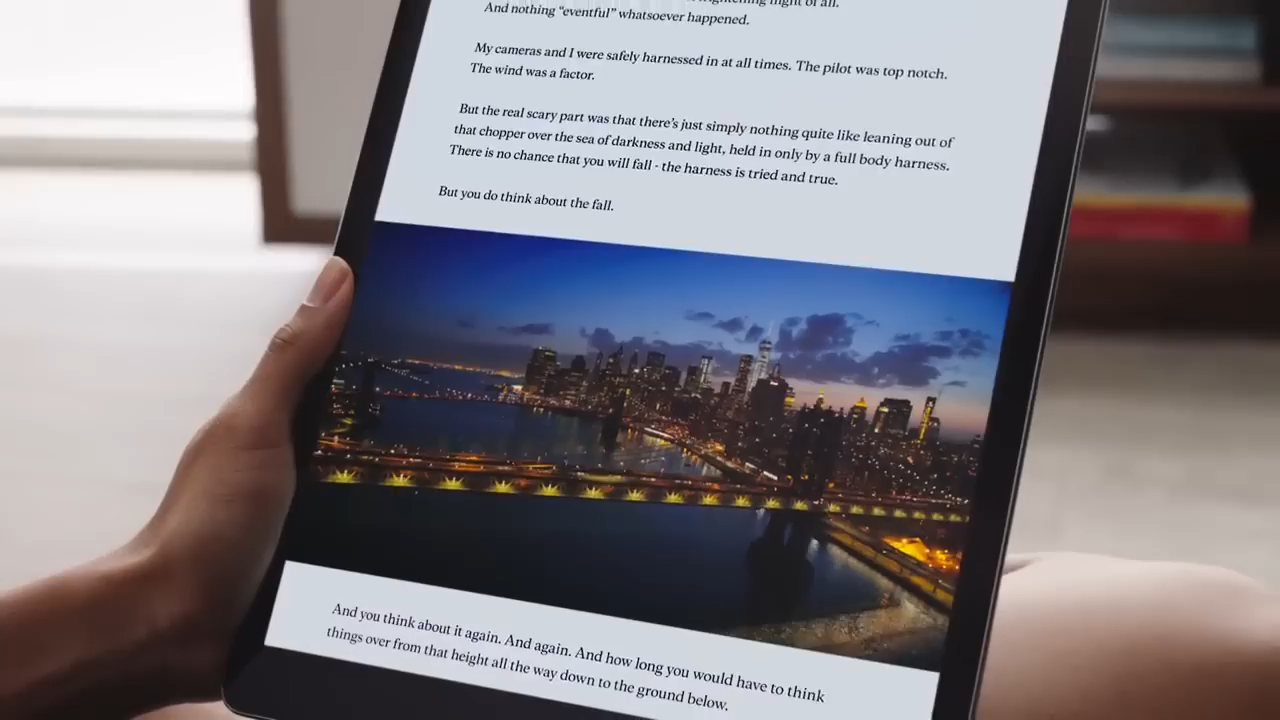 night of all.
And nothing “eventful” whatsoever happened.
My cameras and I were safely harnessed in at all times. The pilot was top notch.
The wind was a factor.
But the real scary part was that there’s just simply nothing quite like leaning out of
that chopper over the sea of darkness and light, held in only by a full body harness.
There is no chance that you will fall - the harness is tried and true.
But you do think about the fall.
And you think about it again. And again. And how long you would have to think
things over from that height all the way down to the ground below.